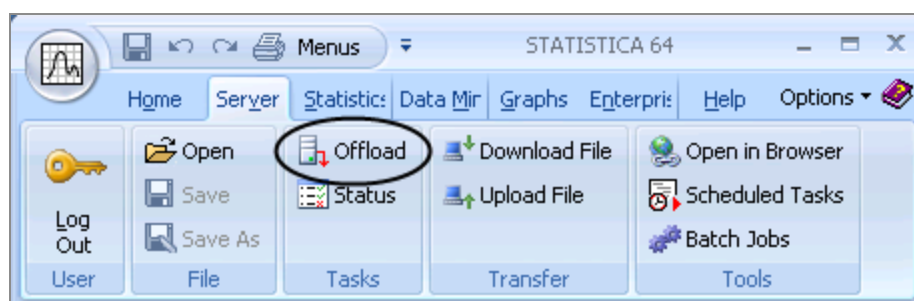 Menus STATISTICA 64
Home Server Statistics Data Mir Graphs Enterpris Help Options
Open Offload Download File Open in Browser
Save Status Upload File Scheduled Tasks
Log Out Save As Batch Jobs
User File Tasks Transfer Tools